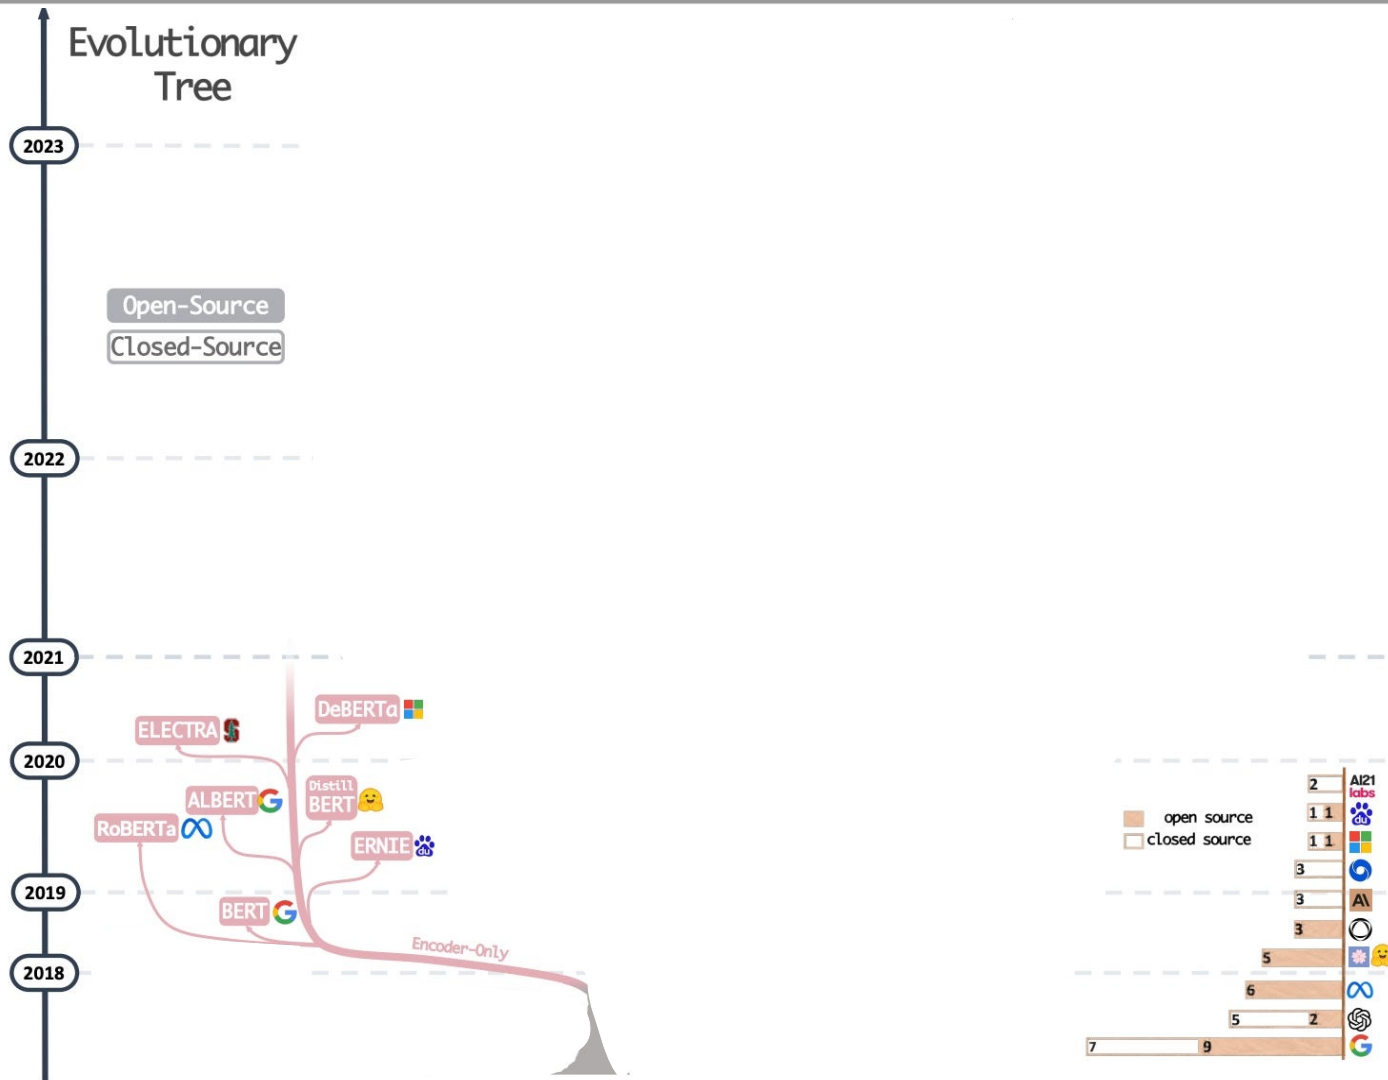 Evolutionary
Tree
2023
Open-Source
Closed-Source
2022
2021
DeBERTa
ELECTRA
2020
Distill
BERT
ALBERT
RoBERTa
ERNIE
du
2019
BERT
Encoder-Only
2018
open source
closed source
2 AI21
labs
1 1 du
1 1
3
3 A\
3
5
6
5 2
7 9